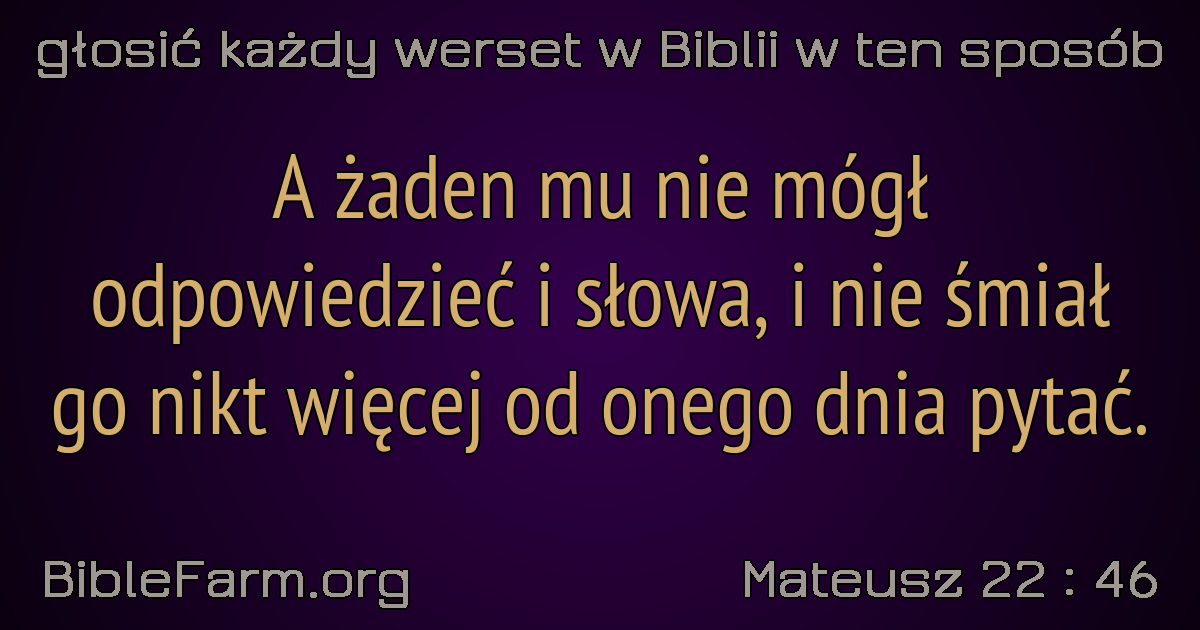 głosić każdy werset w Biblii w ten sposób
A żaden mu nie mógł
odpowiedzieć i słowa, i nie śmiał
go nikt więcej od onego dnia pytać.
BibleFarm.org
Mateusz 22 : 46